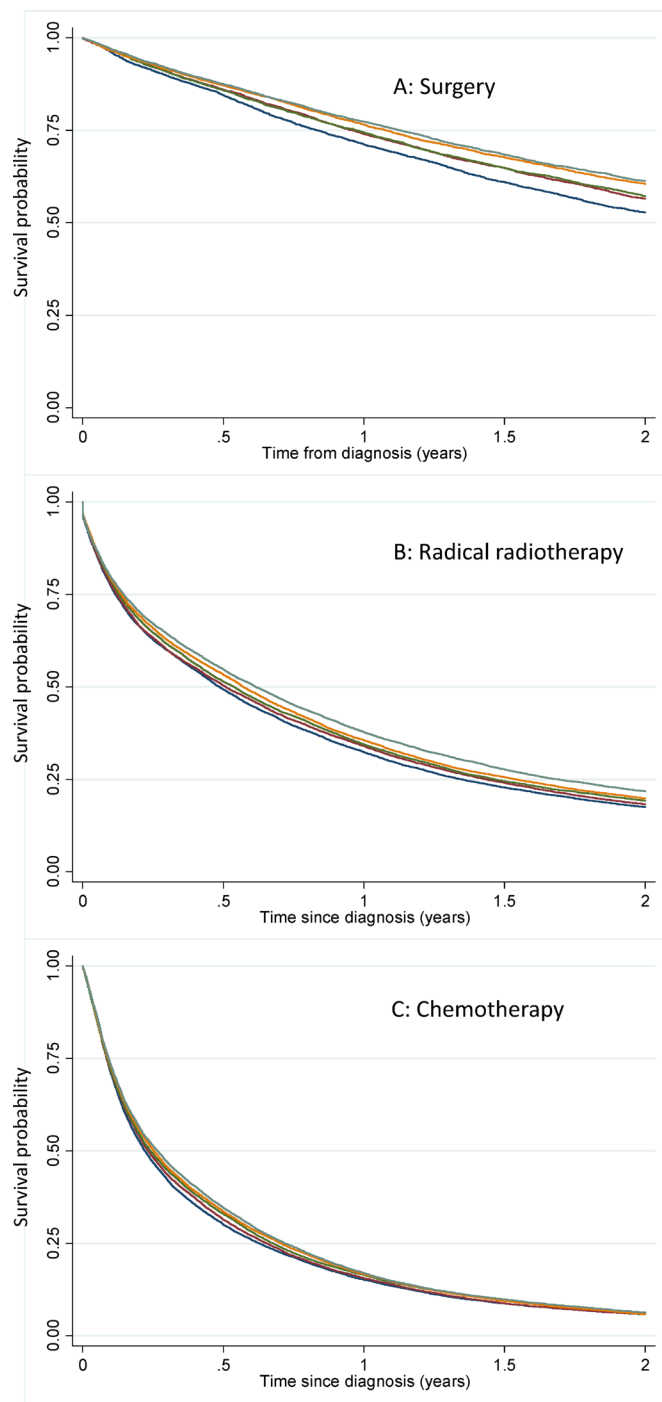 A: Surgery
Survival probability
1.00
0.75
0.50
0.25
0.00
0 .5 1 1.5 2
Time from diagnosis (years)
B: Radical radiotherapy
Survival probability
1.00
0.75
0.50
0.25
0.00
0 .5 1 1.5 2
Time since diagnosis (years)
C: Chemotherapy
Survival probability
1.00
0.75
0.50
0.25
0.00
0 .5 1 1.5 2
Time since diagnosis (years)